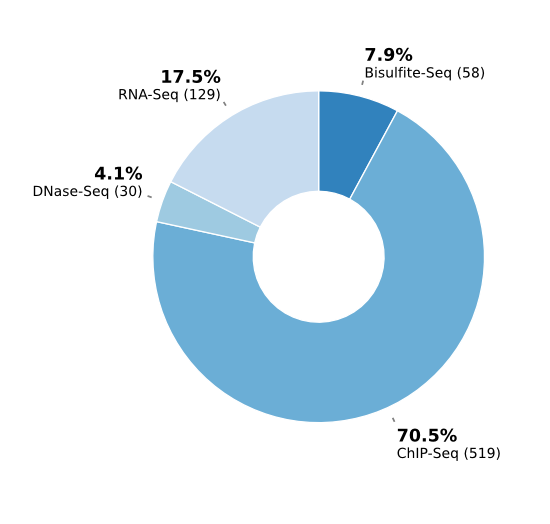 7.9%
Bisulfite-Seq (58)
17.5%
RNA-Seq (129)
4.1%
DNase-Seq (30)
70.5%
ChIP-Seq (519)